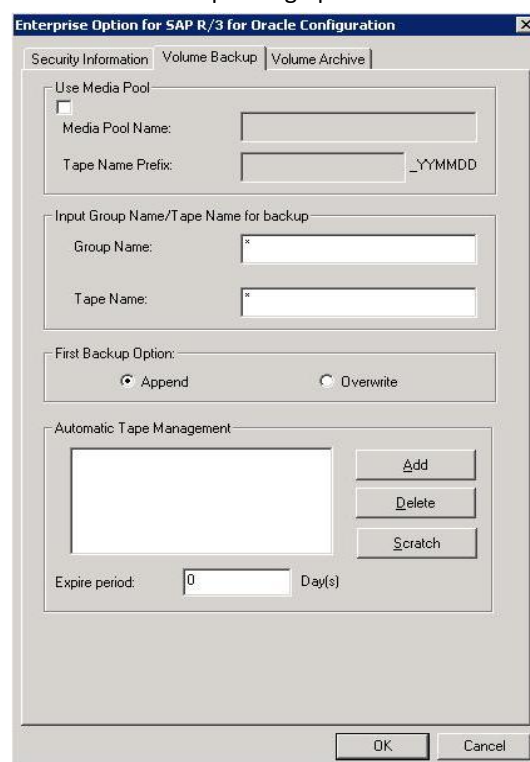 Enterprise Option for SAP R/3 for Oracle Configuration
Security Information
Volume Backup
Volume Archive
Use Media Pool
Media Pool Name:
Tape Name Prefix:
_YYMMDD
Input Group Name/Tape Name for backup
Group Name:
*
Tape Name:
*
First Backup Option:
Append
Overwrite
Automatic Tape Management
Add
Delete
Scratch
Expire period:
0
Day(s)
OK
Cancel